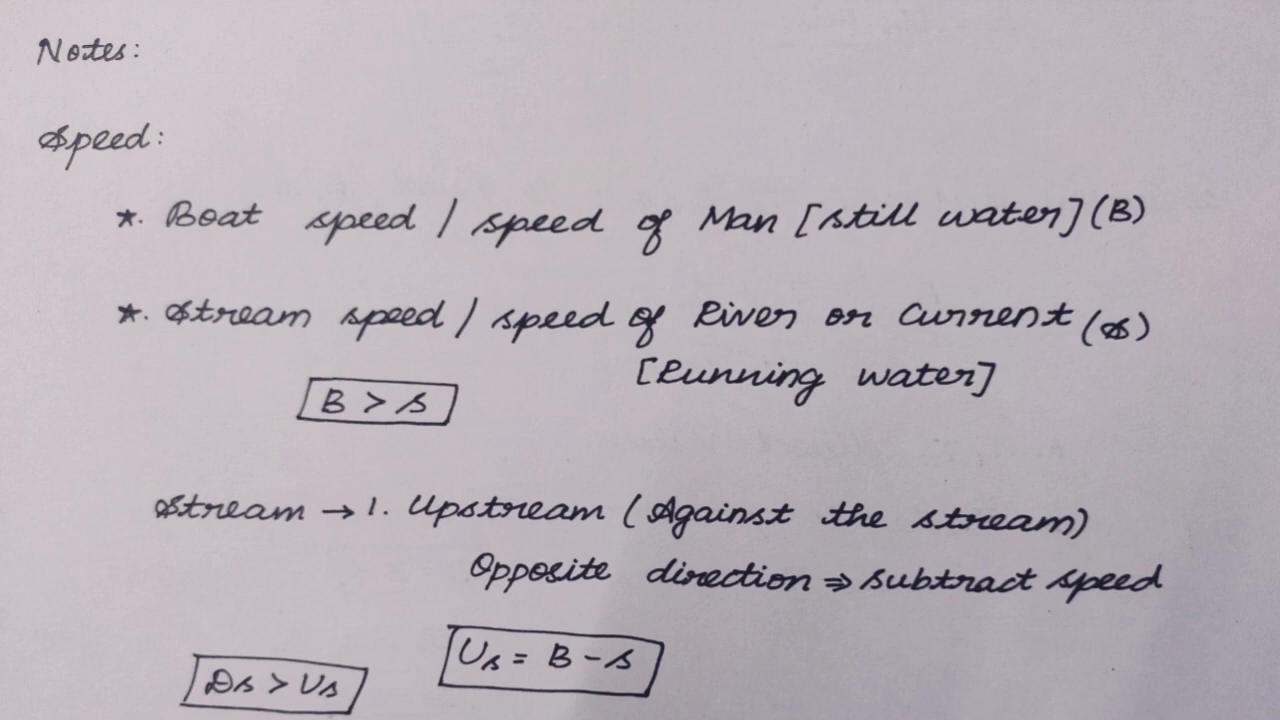 Notes:
Speed:
*. Boat speed / speed of Man [still water] (B)
*. Stream speed / speed of River or Current (s)
[Running water]
B > s
Stream → 1. Upstream (Against the stream)
Opposite direction ⇒ subtract speed
Us = B - s
Ds > Us